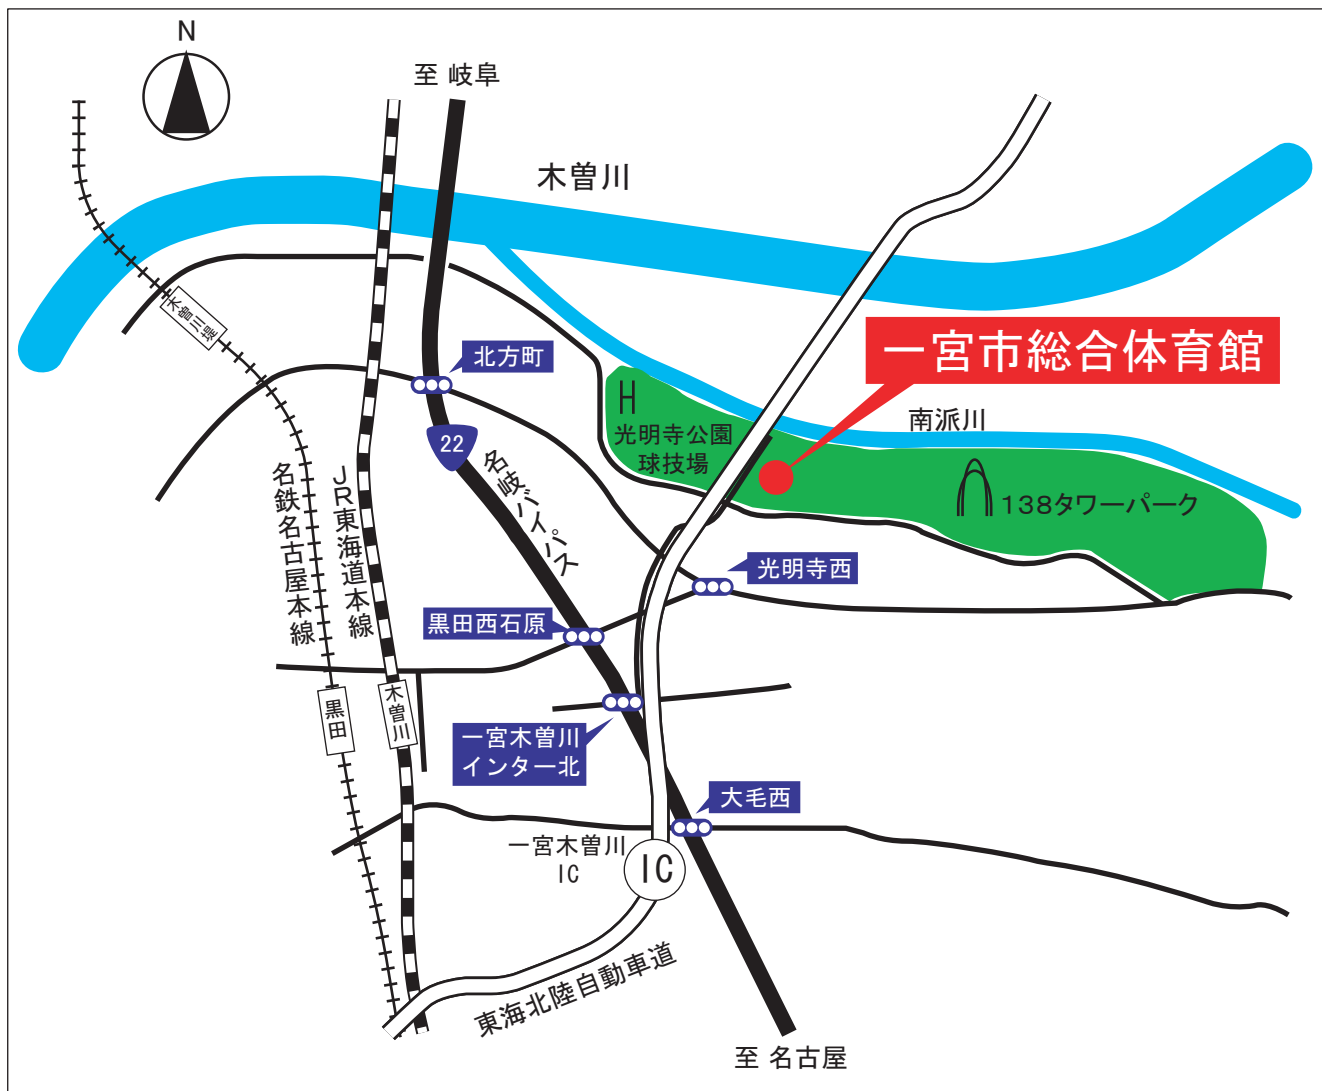 N
至 岐阜
木曽川
木曽川堤
一宮市総合体育館
北方町
H
光明寺公園
球技場
南派川
22
名岐バイパス
138タワーパーク
名鉄名古屋本線
JR東海道本線
光明寺西
黒田西石原
黒田
木曽川
一宮木曽川
インター北
大毛西
一宮木曽川
IC
IC
東海北陸自動車道
至 名古屋